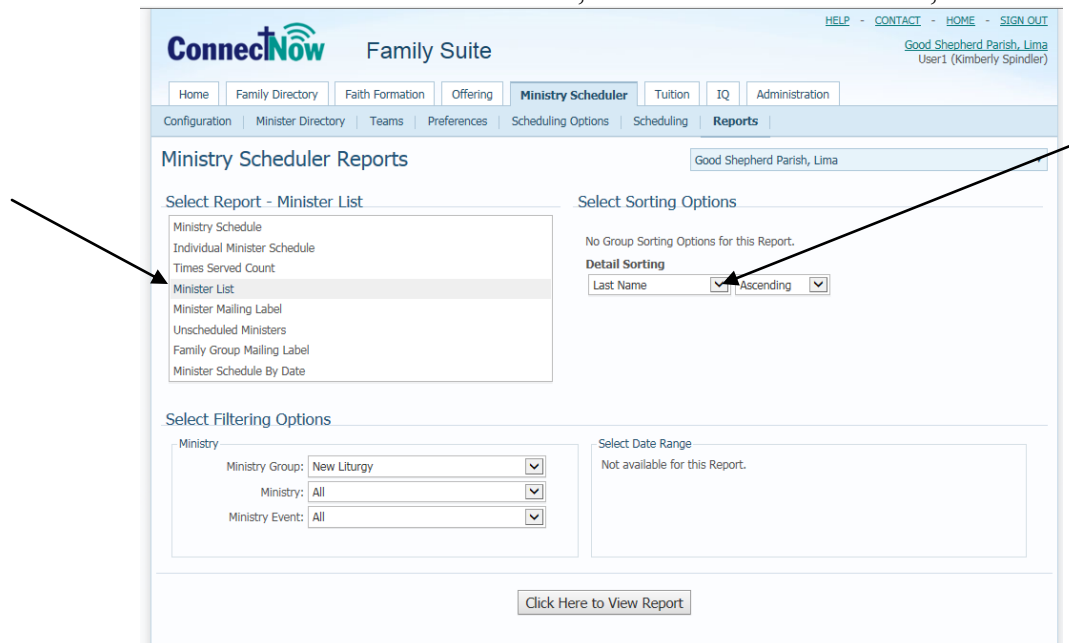 HELP - CONTACT - HOME - SIGN OUT
ConnectNow Family Suite
Good Shepherd Parish, Lima
User1 (Kimberly Spindler)
Home Family Directory Faith Formation Offering Ministry Scheduler Tuition IQ Administration
Configuration | Minister Directory | Teams | Preferences | Scheduling Options | Scheduling | Reports |
Ministry Scheduler Reports
Good Shepherd Parish, Lima
Select Report - Minister List
Ministry Schedule
Individual Minister Schedule
Times Served Count
Minister List
Minister Mailing Label
Unscheduled Ministers
Family Group Mailing Label
Minister Schedule By Date
Select Sorting Options
No Group Sorting Options for this Report.
Detail Sorting
Last Name Ascending
Select Filtering Options
Ministry
Ministry Group: New Liturgy
Ministry: All
Ministry Event: All
Select Date Range
Not available for this Report.
Click Here to View Report